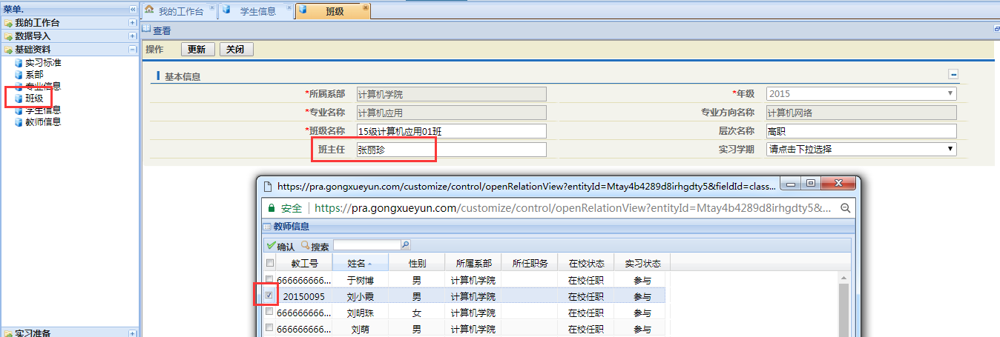 菜单.
我的工作台
数据导入
基础资料
实习标准
系部
专业信息
班级
学生信息
教师信息
实习准备
我的工作台 学生信息 班级
查看
操作 更新 关闭
基本信息
*所属系部 计算机学院 *年级 2015
*专业名称 计算机应用 专业方向名称 计算机网络
*班级名称 15级计算机应用01班 层次名称 高职
班主任 张丽珍 实习学期 请点击下拉选择
https://pra.gongxueyun.com/customize/control/openRelationView?entityId=Mtay4b4289d8irhgdty5&fieldId=class...
安全 https://pra.gongxueyun.com/customize/control/openRelationView?entityId=Mtay4b4289d8irhgdty5&...
教师信息
确认 搜索
教工号 姓名 性别 所属系部 所任职务 在校状态 实习状态
666666666... 于树博 男 计算机学院 在校任职 参与
20150095 刘小霞 男 计算机学院 在校任职 参与
666666666... 刘明珠 女 计算机学院 在校任职 参与
666666666... 刘萌 男 计算机学院 在校任职 参与